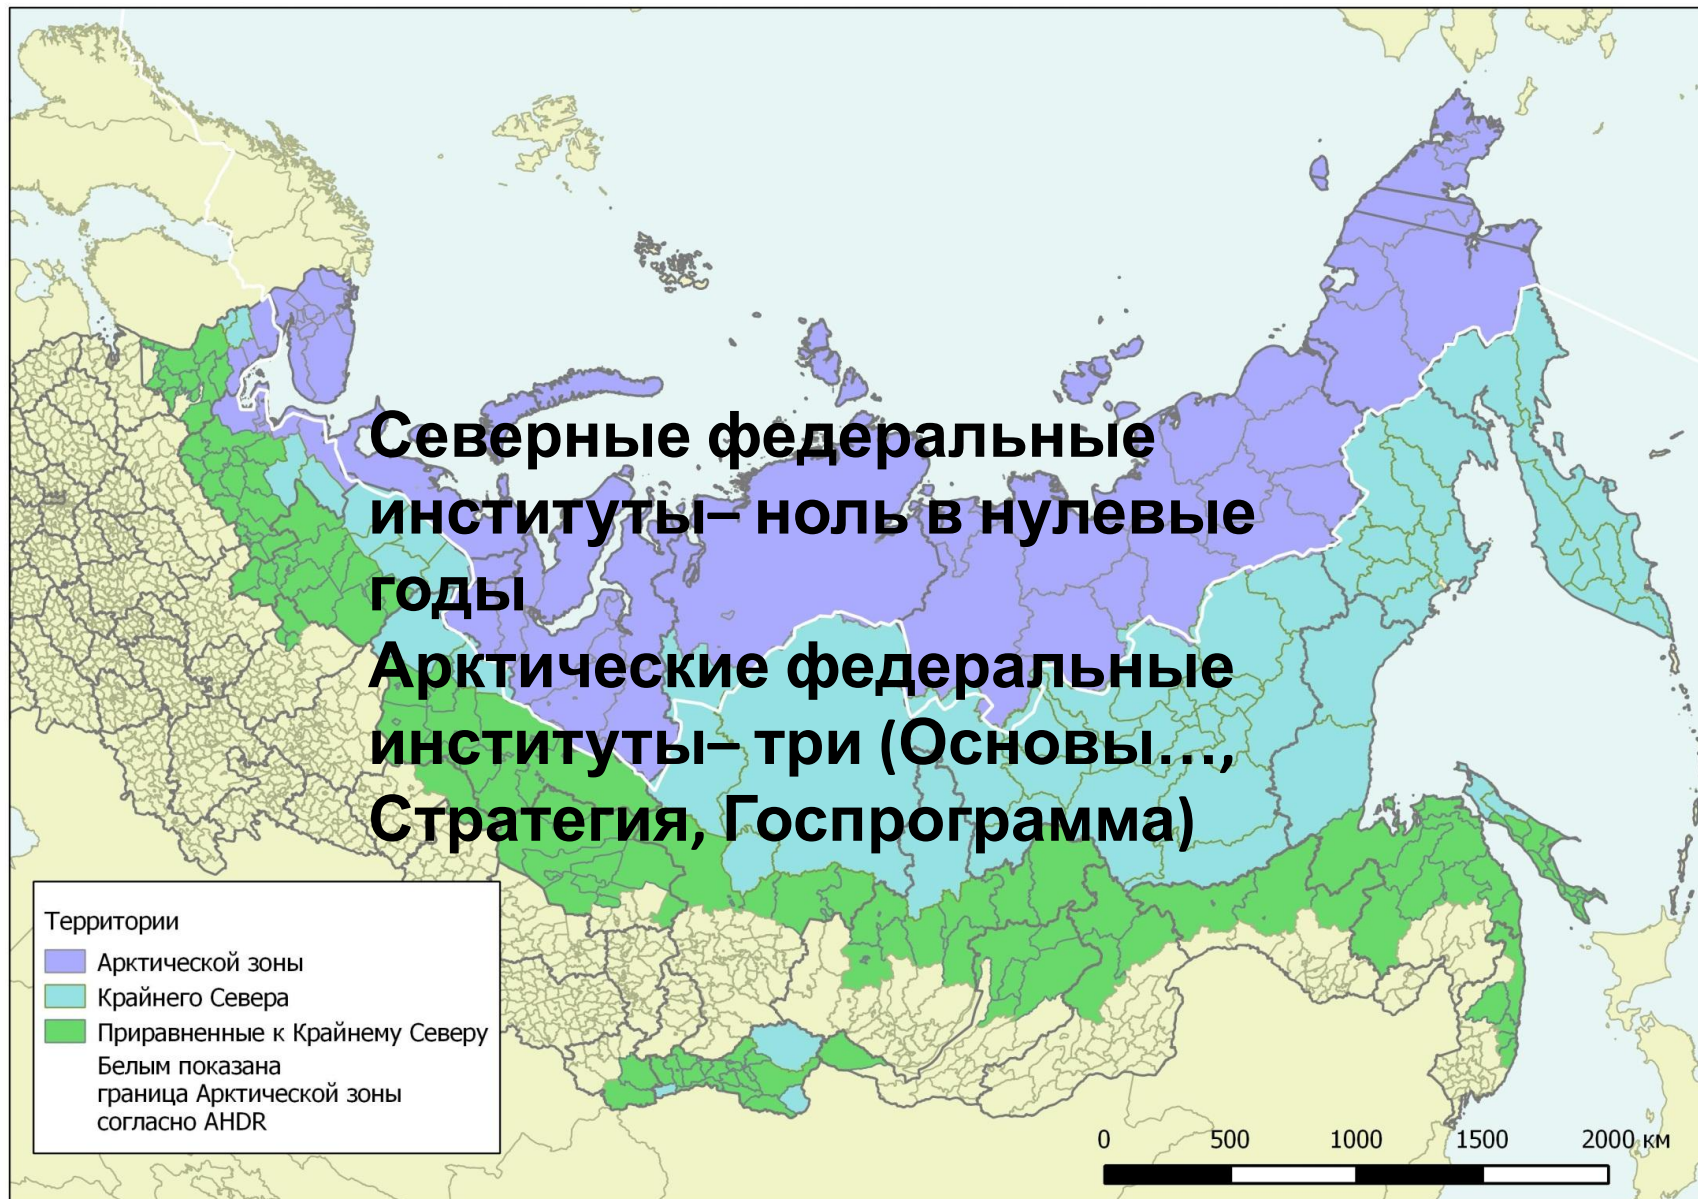 Северные федеральные
институты– ноль в нулевые
годы
Арктические федеральные
институты– три (Основы…,
Стратегия, Госпрограмма)
Территории
Арктической зоны
Крайнего Севера
Приравненные к Крайнему Северу
Белым показана
граница Арктической зоны
согласно AHDR
0 500 1000 1500 2000 км